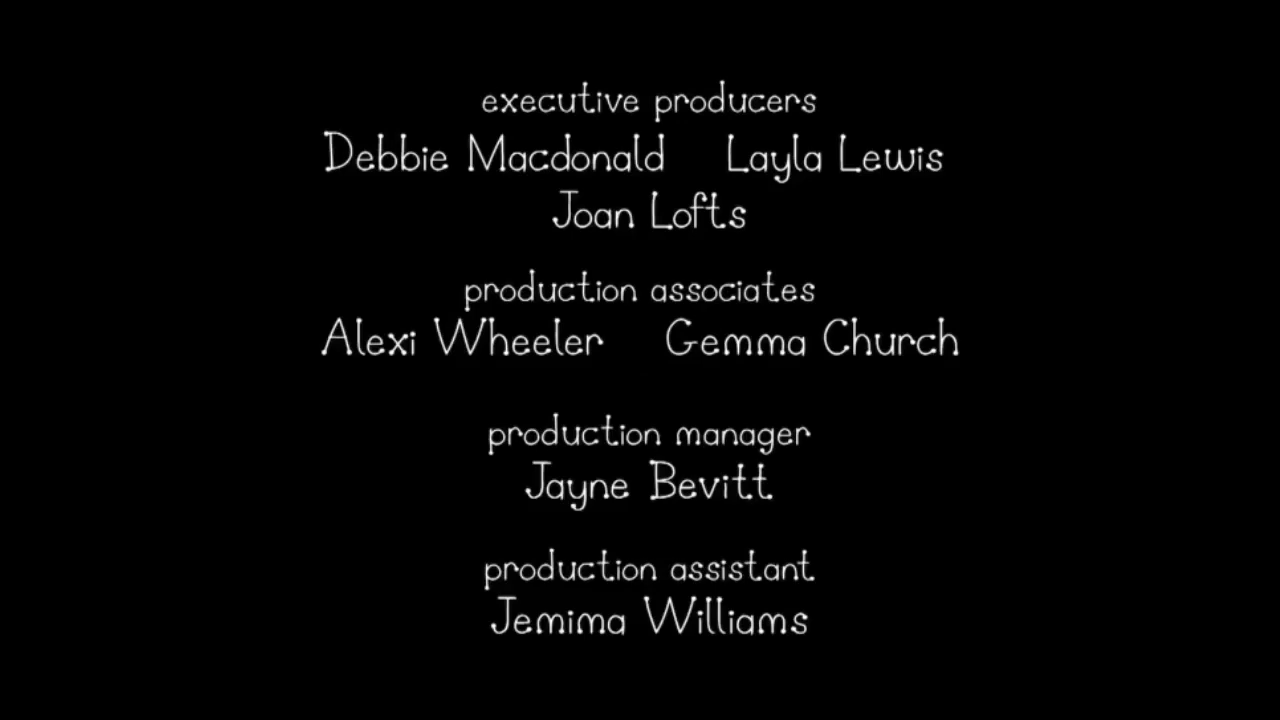 executive producers
Debbie Macdonald Layla Lewis
Joan Lofts
production associates
Alexi Wheeler Gemma Church
production manager
Jayne Bevitt
production assistant
Jemima Williams